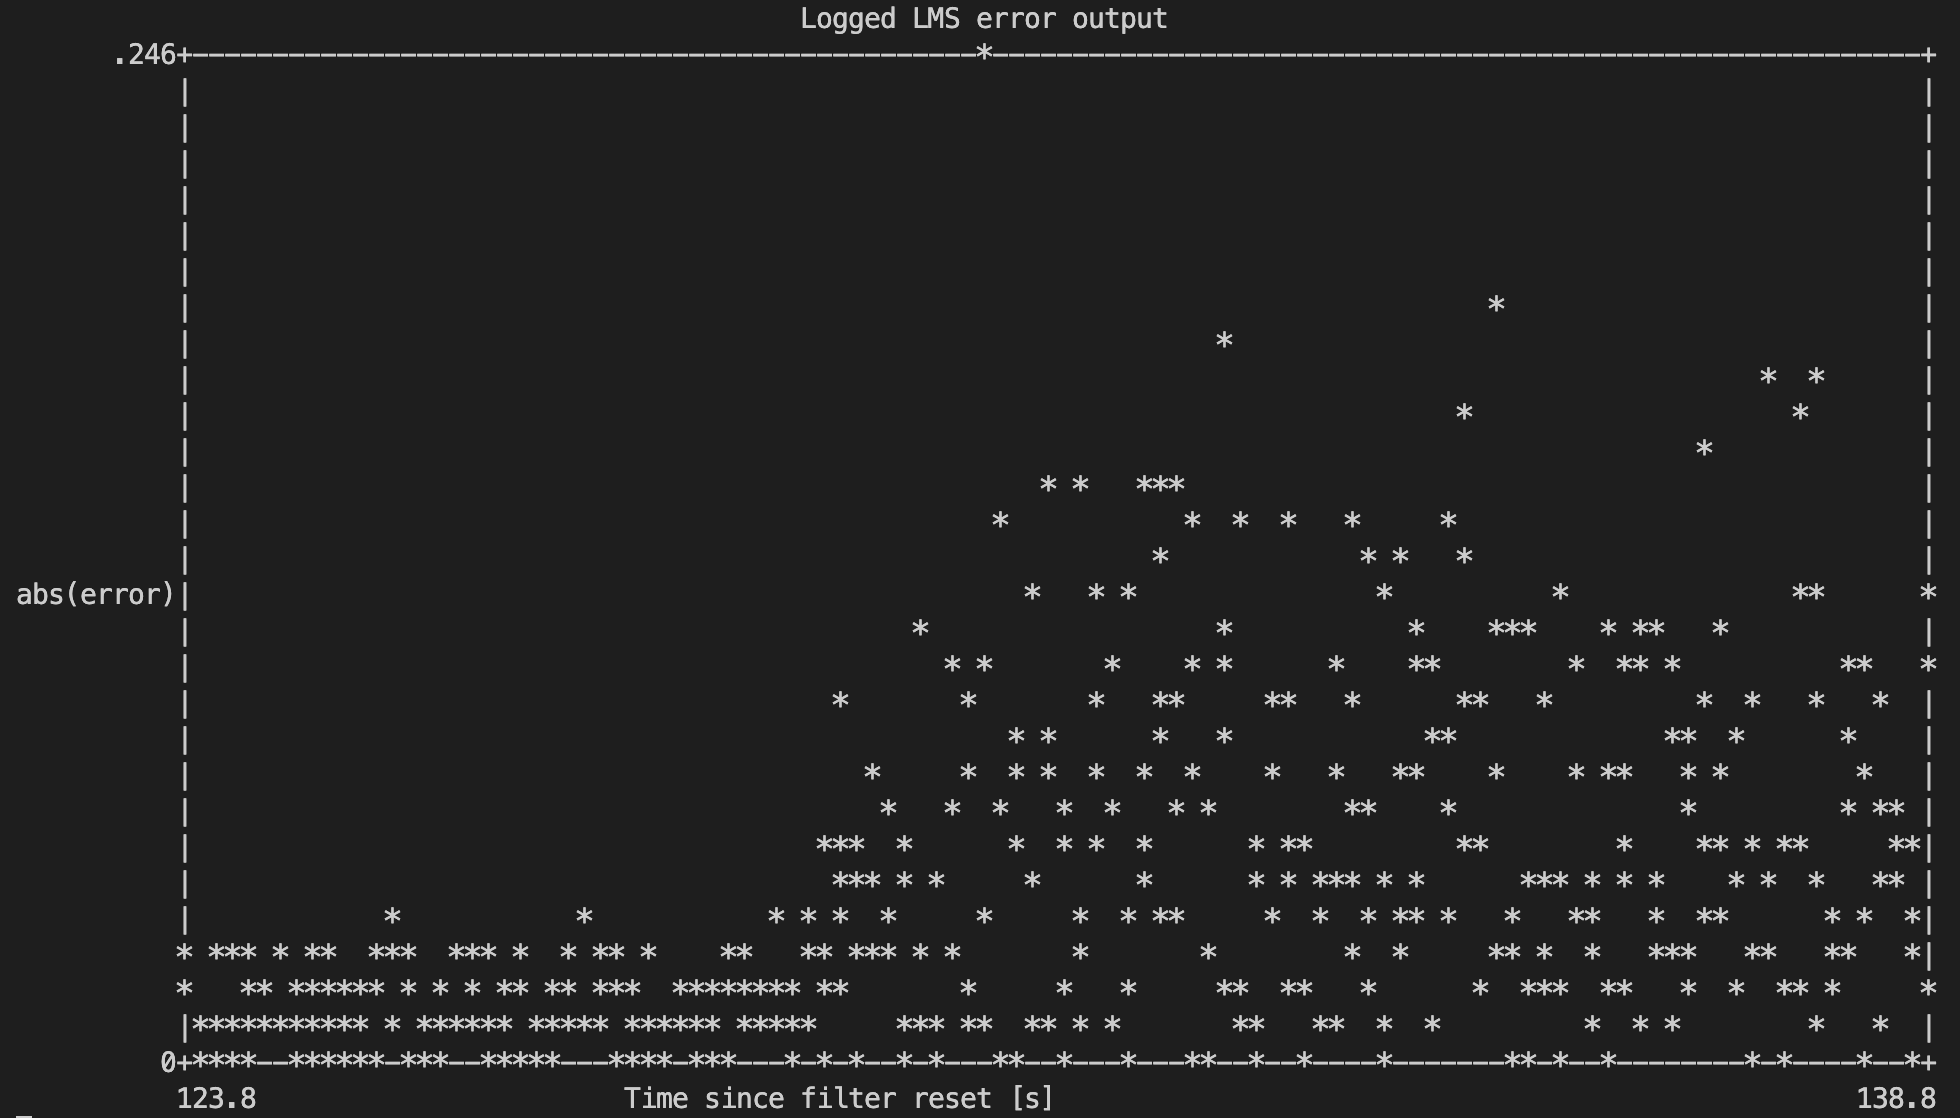 Logged LMS error output
.246
abs(error)
0
123.8 Time since filter reset [s] 138.8